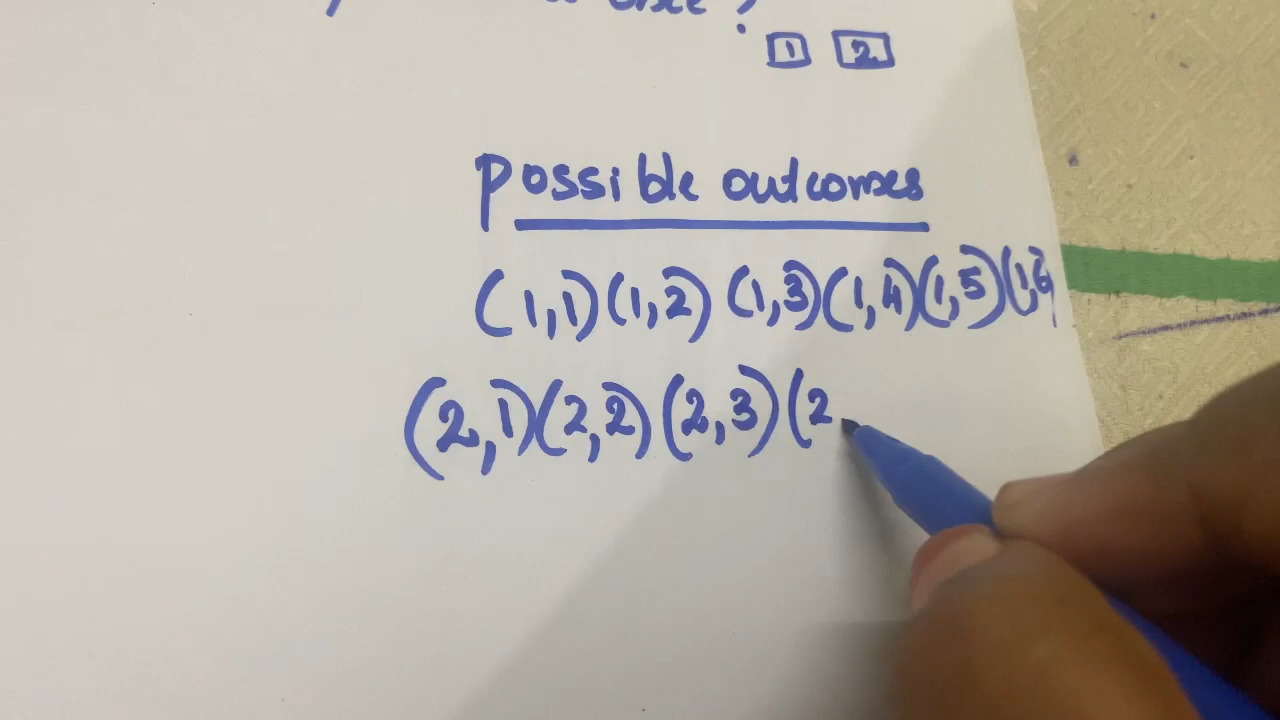 ?
1 2
possible outcomes
(1,1) (1,2) (1,3) (1,4) (1,5) (1,6
(2,1) (2,2) (2,3) (2,